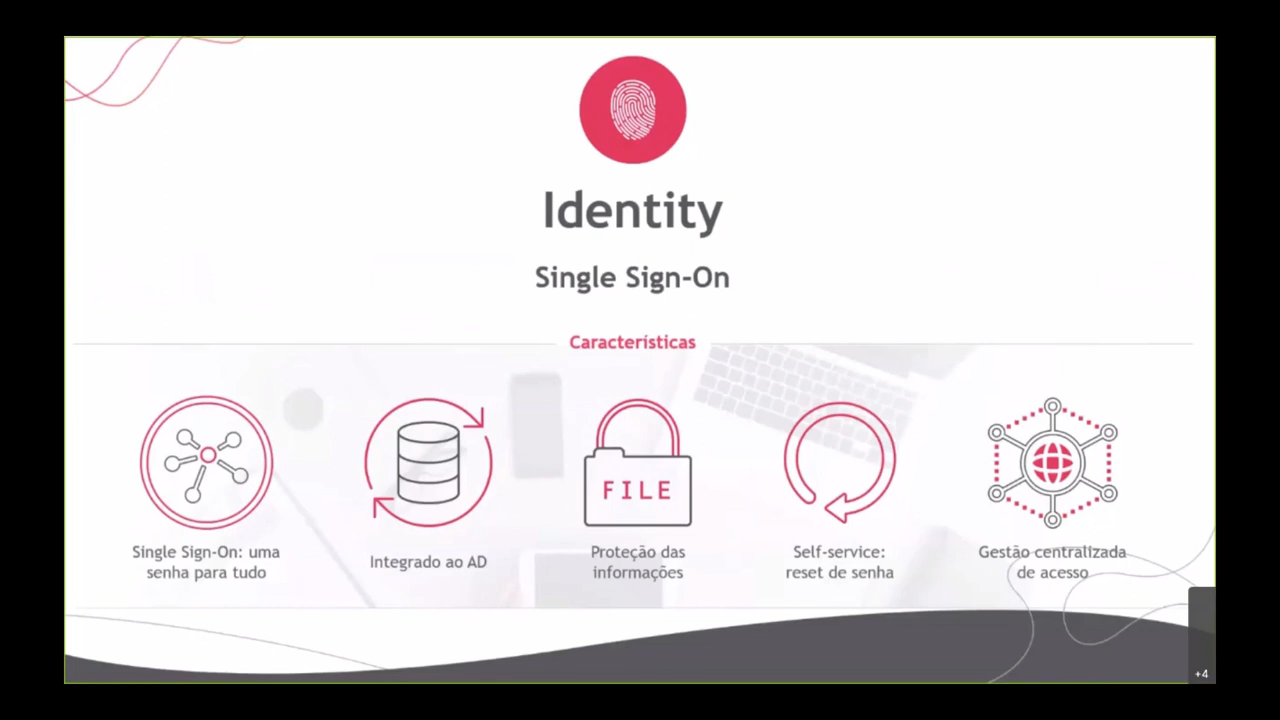 Identity
Single Sign-On
Características
FILE
Single Sign-On: uma
senha para tudo
Integrado ao AD
Proteção das
informações
Self-service:
reset de senha
Gestão centralizada
de acesso
+4